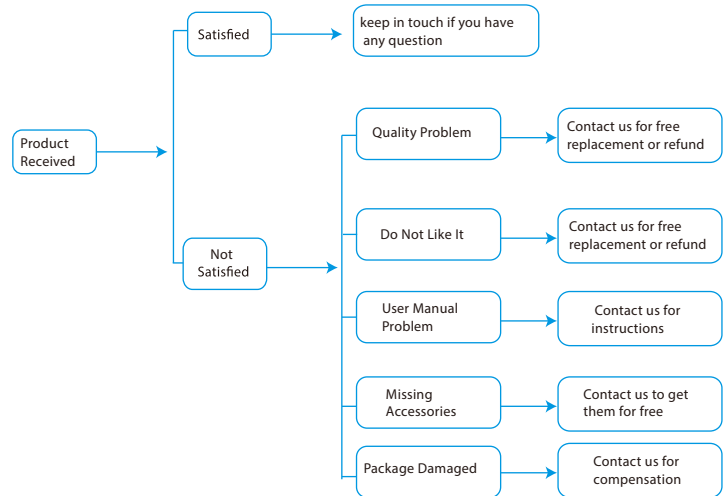 Product
Received
Satisfied
keep in touch if you have
any question
Not
Satisfied
Quality Problem
Contact us for free
replacement or refund
Do Not Like It
Contact us for free
replacement or refund
User Manual
Problem
Contact us for
instructions
Missing
Accessories
Contact us to get
them for free
Package Damaged
Contact us for
compensation